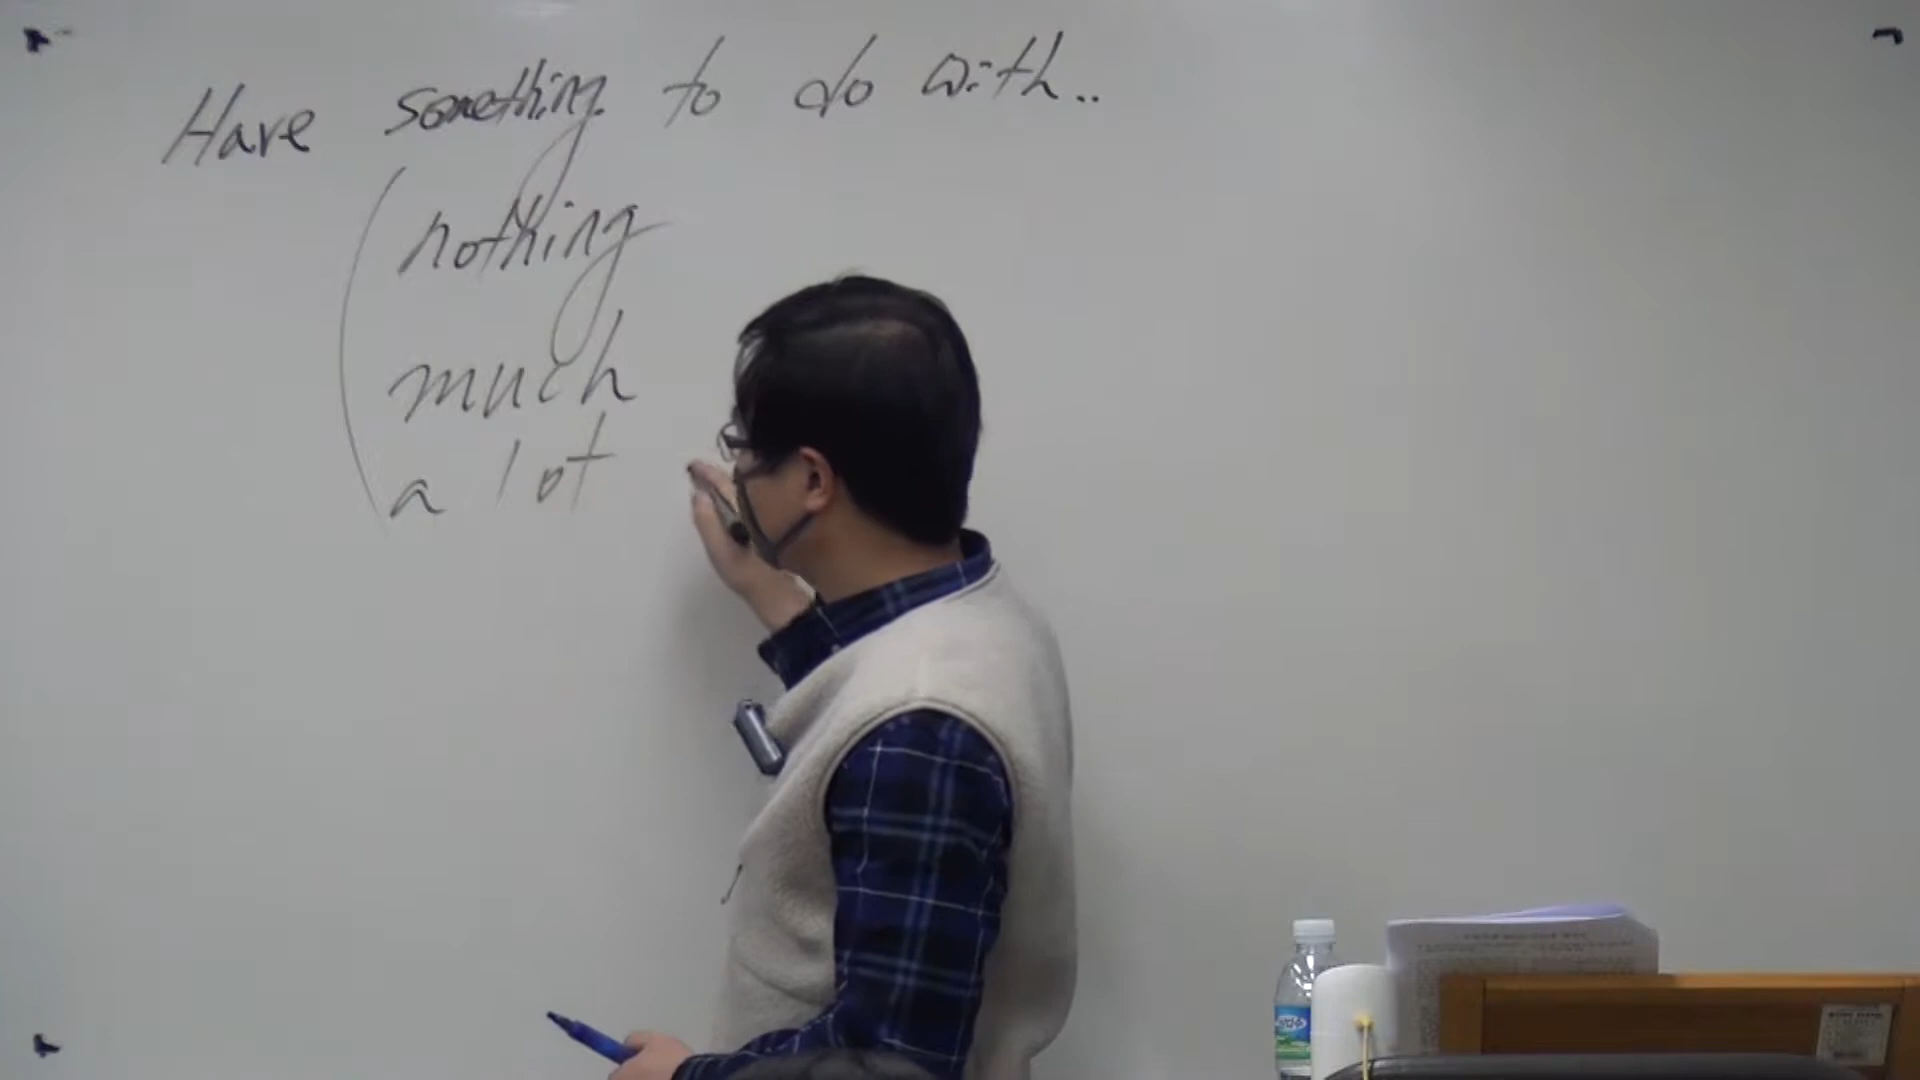 Have something to do with..
nothing
much
a lot